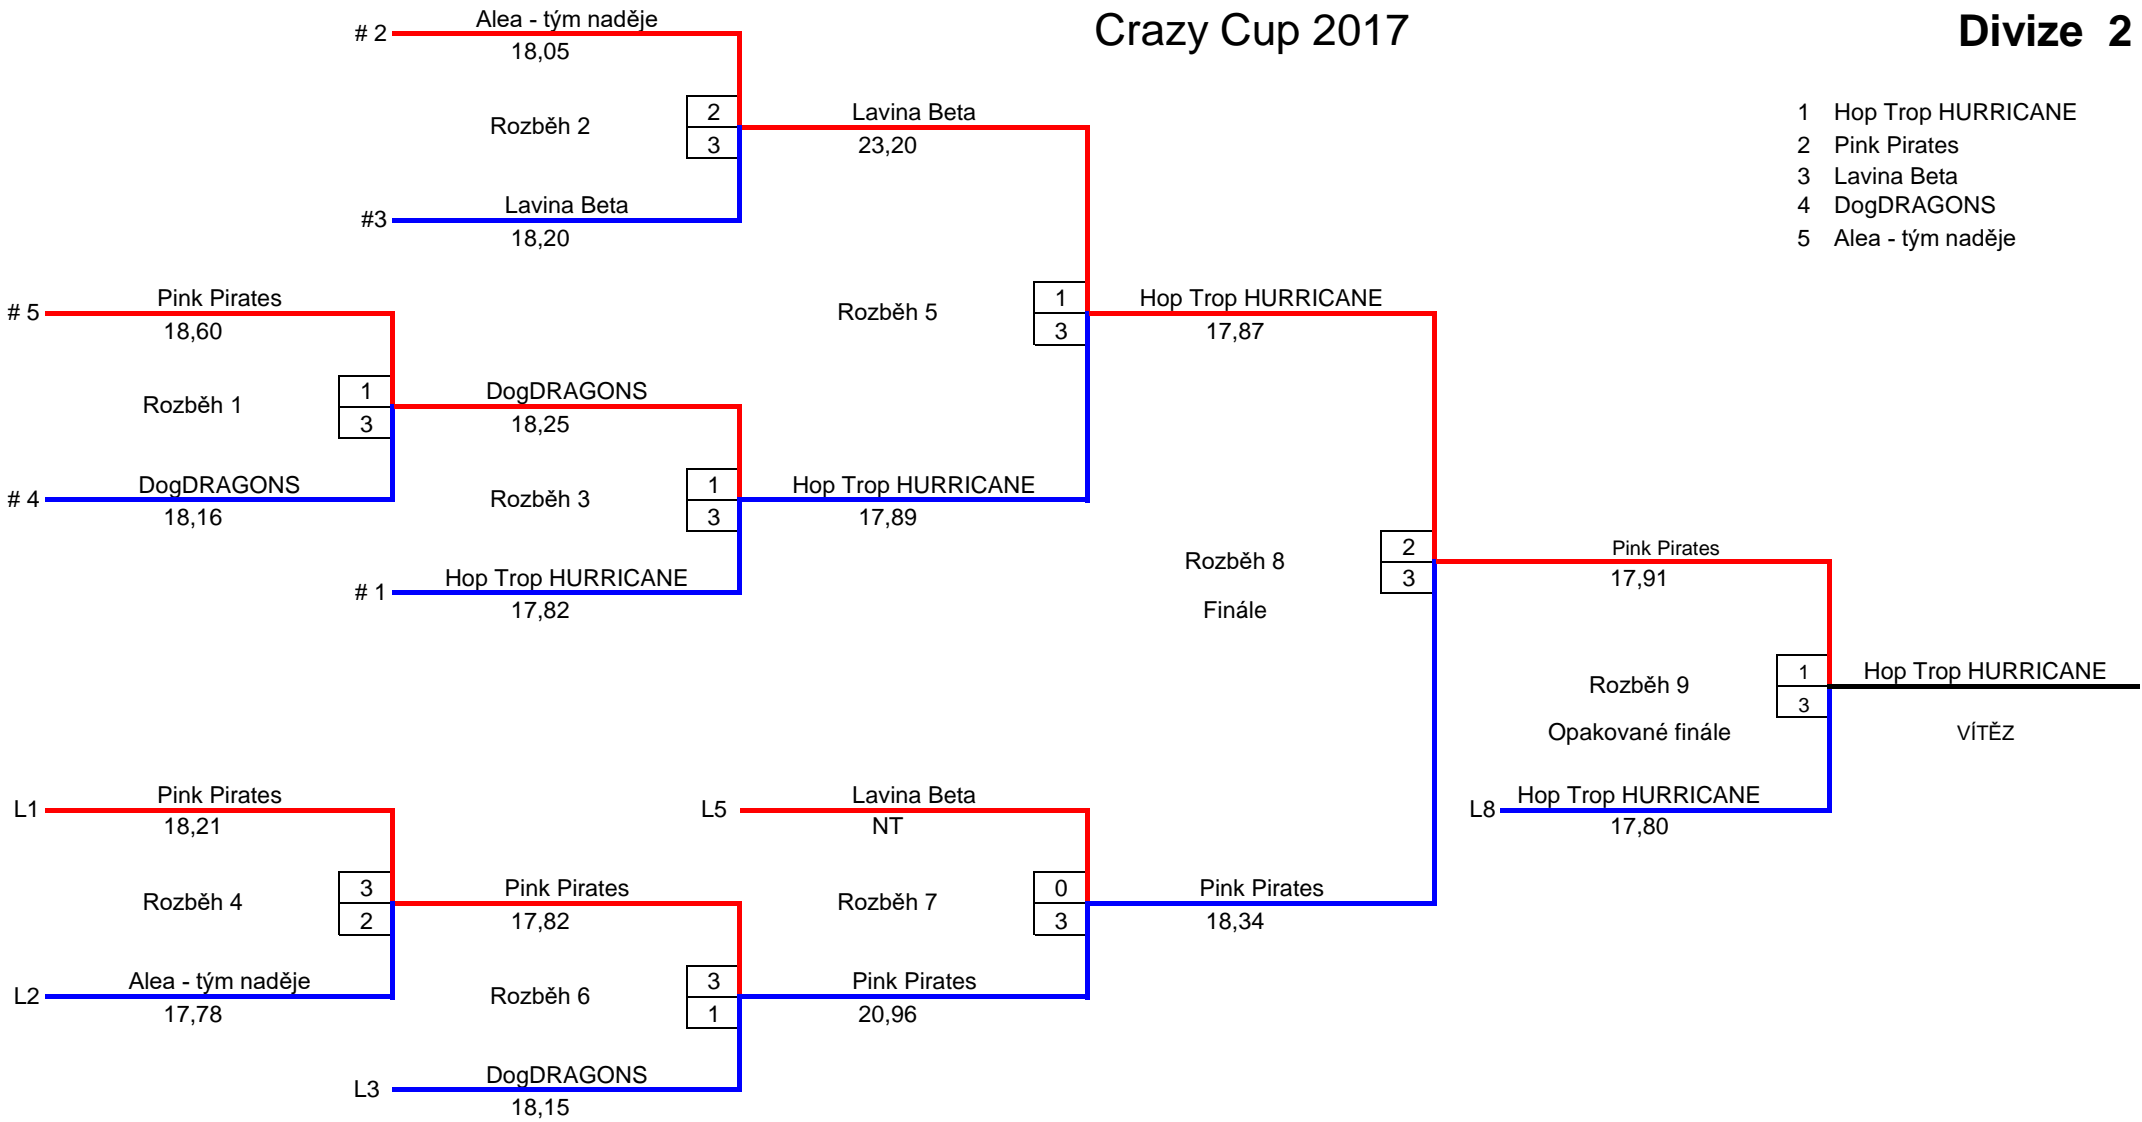 Crazy Cup 2017
Divize 2
1 Hop Trop HURRICANE
2 Pink Pirates
3 Lavina Beta
4 DogDRAGONS
5 Alea - tým naděje
# 2
Alea - tým naděje
18,05
Rozběh 2
2
3
#3
Lavina Beta
18,20
Lavina Beta
23,20
# 5
Pink Pirates
18,60
Rozběh 1
1
3
# 4
DogDRAGONS
18,16
DogDRAGONS
18,25
Rozběh 3
1
3
# 1
Hop Trop HURRICANE
17,82
Rozběh 5
1
3
Hop Trop HURRICANE
17,89
Hop Trop HURRICANE
17,87
Rozběh 8
2
3
Finále
Pink Pirates
17,91
Rozběh 9
1
3
Opakované finále
Hop Trop HURRICANE
VÍTĚZ
L8
Hop Trop HURRICANE
17,80
L1
Pink Pirates
18,21
Rozběh 4
3
2
L2
Alea - tým naděje
17,78
Pink Pirates
17,82
Rozběh 6
3
1
L3
DogDRAGONS
18,15
L5
Lavina Beta
NT
Rozběh 7
0
3
Pink Pirates
20,96
Pink Pirates
18,34